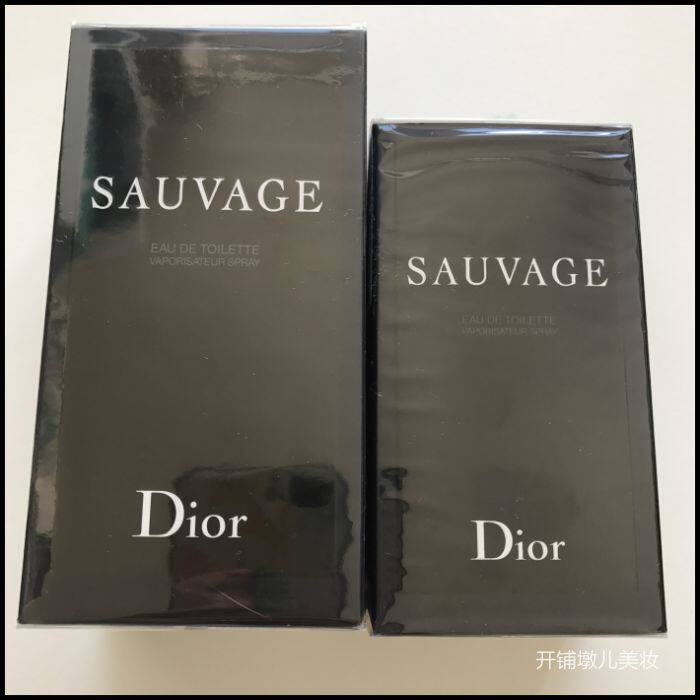 SAUVAGE
EAU DE TOILETTE
VAPORISATEUR SPRAY
Dior
SAUVAGE
EAU DE TOILETTE
VAPORISATEUR SPRAY
Dior
开铺墩儿美妆